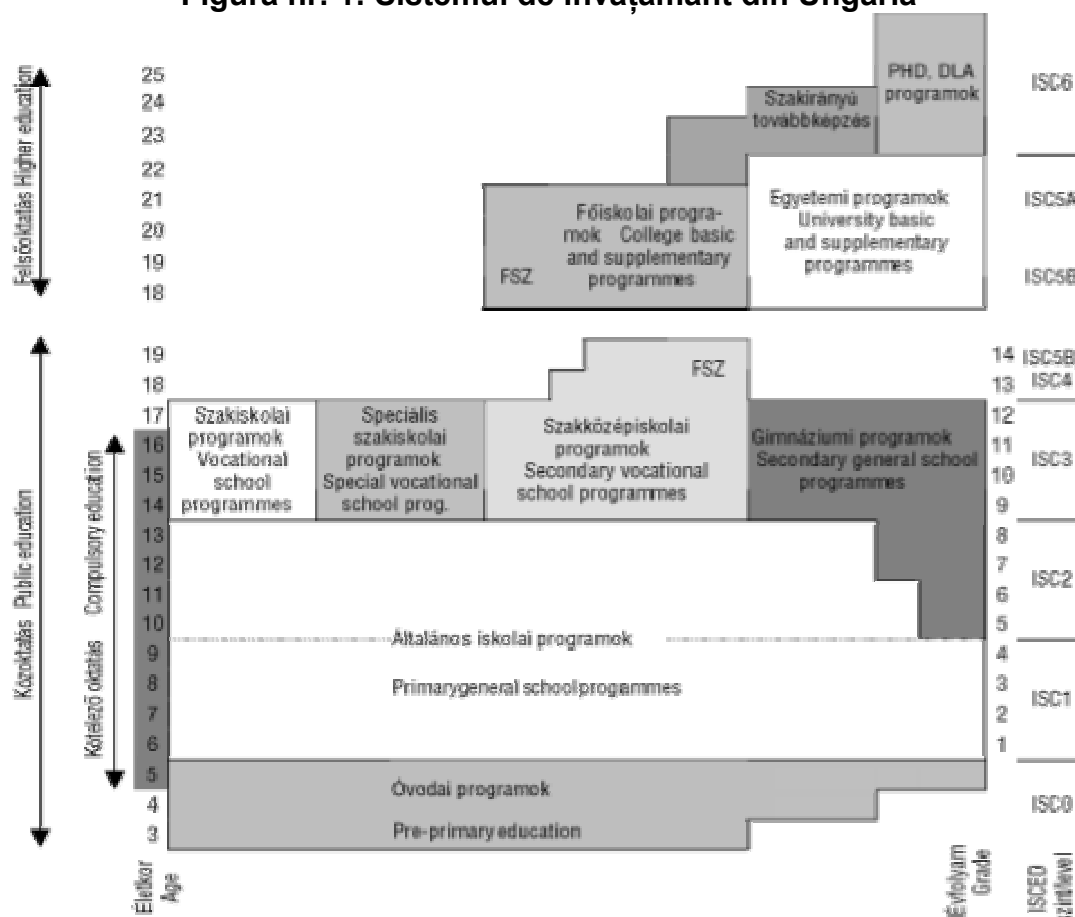 Figura nr. 1. Sistemul de învățământ din Ungaria
Felsőoktatás Higher education
25
24
23
22
21
20
19
18
PHD, DLA
programok
Szakirányú
továbbképzés
Főiskolai progra-
mok College basic
and supplementary
programmes
FSZ
Egyetemi programok
University basic
and supplementary
programmes
ISC6
ISC5A
ISC5B
Közoktatás Public education
Kötelező oktatás Compulsory education
19
18
17
16
15
14
13
12
11
10
9
8
7
6
5
4
3
FSZ
Szakiskolai
programok
Vocational
school
programmes
Speciális
szakiskolai
programok
Special vocational
school prog.
Szakközépiskolai
programok
Secondary vocational
school programmes
Gimnáziumi programok
Secondary general school
programmes
Általános iskolai programok
Primarygeneral schoolprogammes
Óvodai programok
Pre-primary education
14
13
12
11
10
9
8
7
6
5
4
3
2
1
ISC5B
ISC4
ISC3
ISC2
ISC1
ISC0
Életkor
Age
Évfolyam
Grade
ISCED